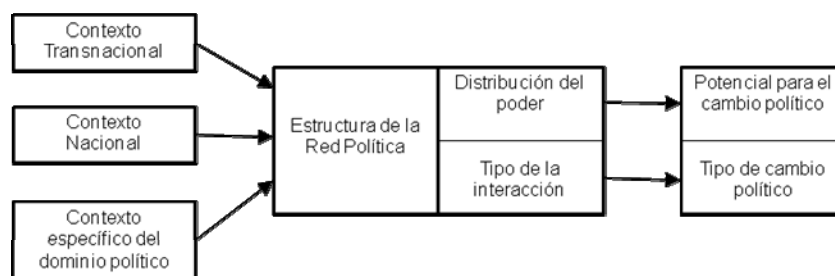 Contexto
Transnacional
Contexto
Nacional
Contexto
específico del
dominio político
Estructura de la
Red Política
Distribución del
poder
Tipo de la
interacción
Potencial para el
cambio político
Tipo de cambio
político